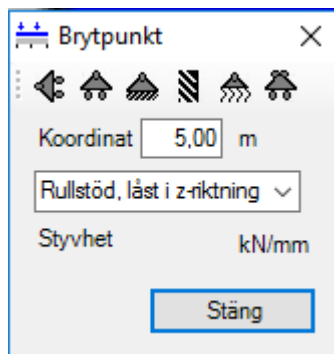 Brytpunkt
Koordinat 5,00 m
Rullstöd, låst i z-riktning
Styvhet kN/mm
Stäng